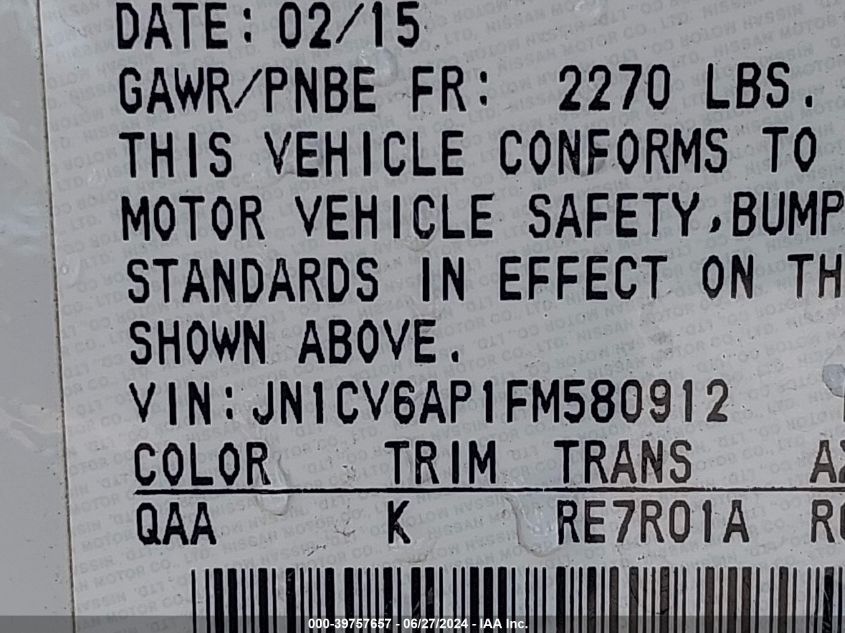 DATE: 02/15
GAWR/PNBE FR: 2270 LBS.
THIS VEHICLE CONFORMS TO
MOTOR VEHICLE SAFETY, BUMP
STANDARDS IN EFFECT ON TH
SHOWN ABOVE.
VIN: JN1CV6AP1FM580912
COLOR TRIM TRANS
QAA K RE7R01A
000-39757657 - 06/27/2024 - IAA Inc.